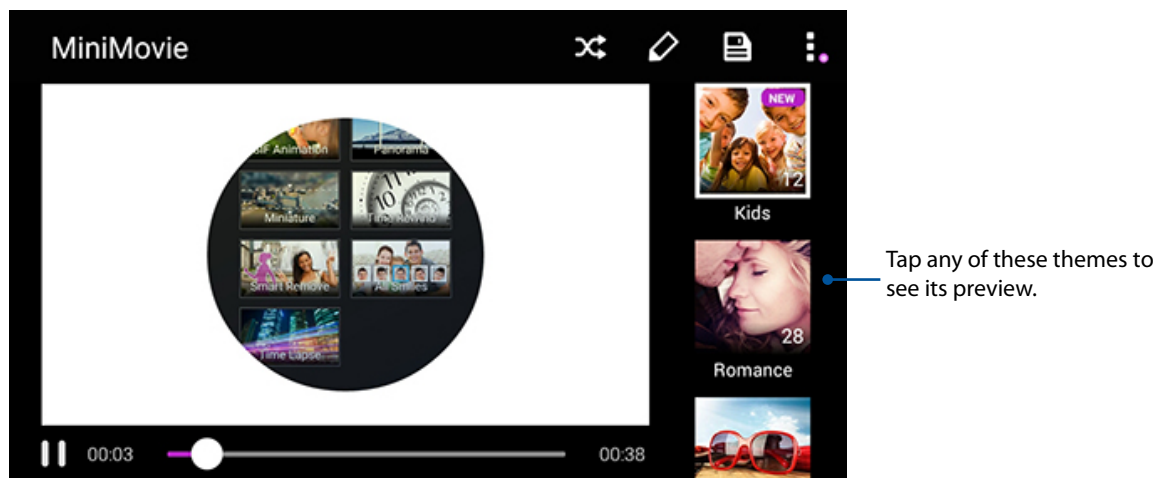 MiniMovie
GIF Animation
Panorama
Miniature
Time Rewind
Smart Remove
All Smiles
Time Lapse
00:03
00:38
NEW
12
Kids
28
Romance
Tap any of these themes to
see its preview.